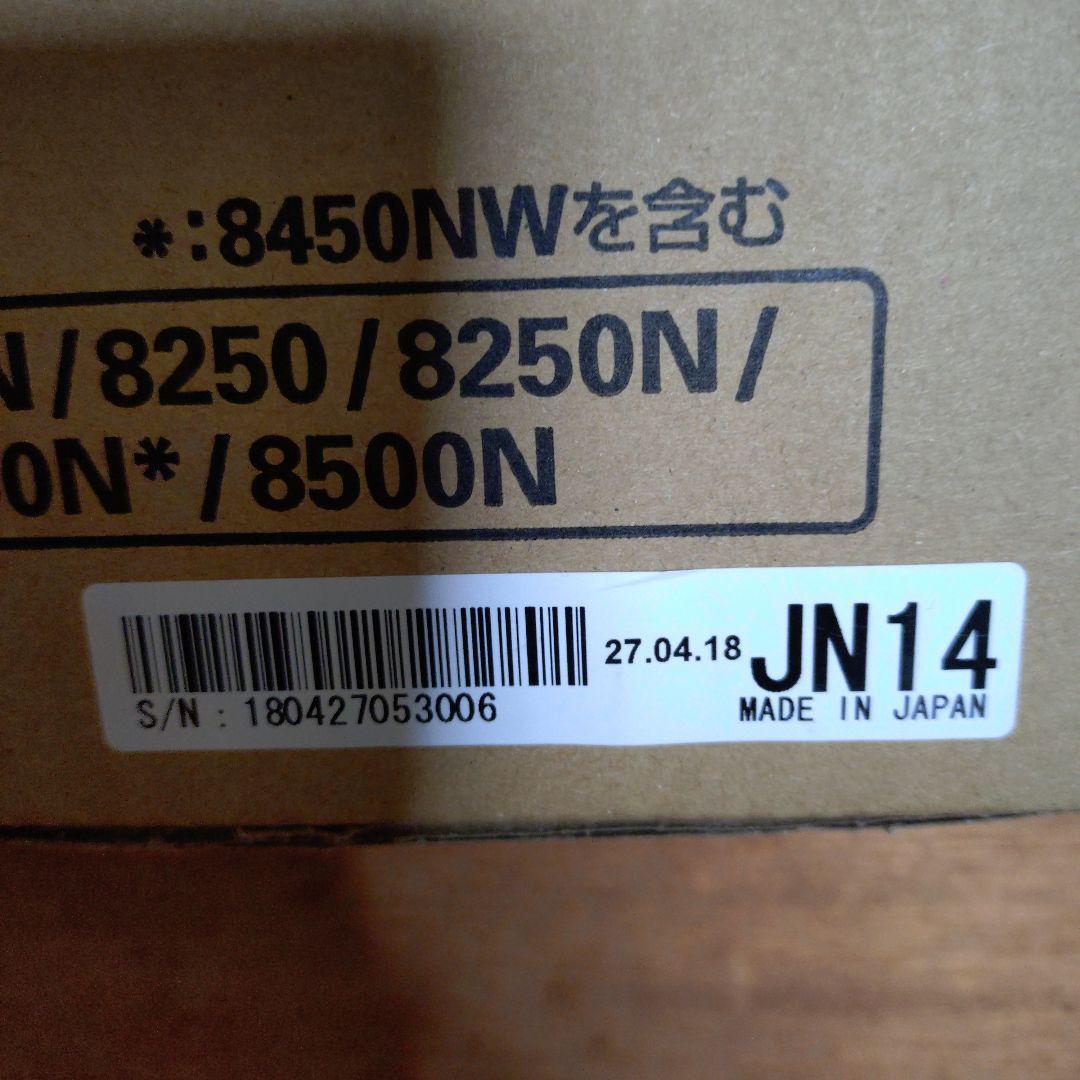 *:8450NWを含む
N/8250/8250N/
0N*/8500N
27.04.18 JN14
S/N : 180427053006 MADE IN JAPAN